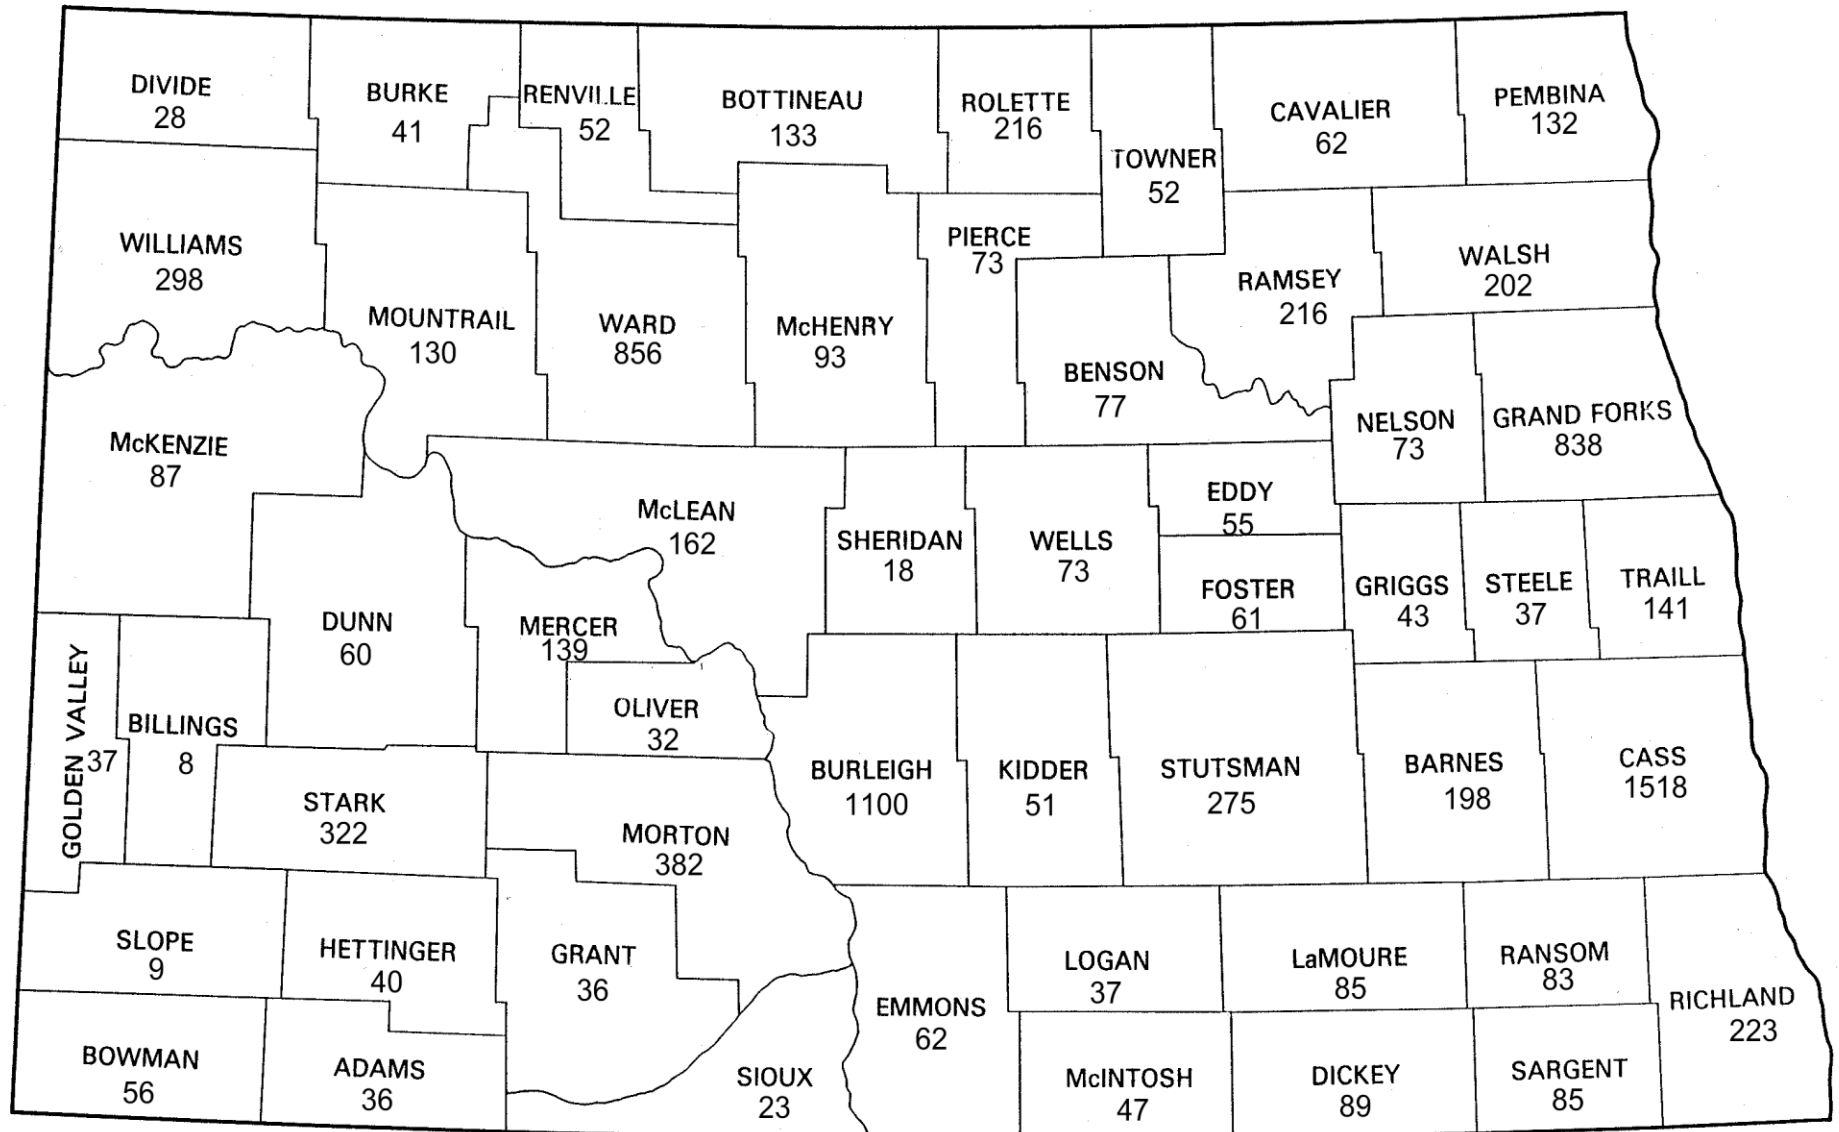 DIVIDE
28
BURKE
41
RENVILLE
52
BOTTINEAU
133
ROLETTE
216
TOWNER
52
CAVALIER
62
PEMBINA
132
WILLIAMS
298
MOUNTRAIL
130
WARD
856
McHENRY
93
PIERCE
73
BENSON
77
RAMSEY
216
WALSH
202
McKENZIE
87
NELSON
73
GRAND FORKS
838
McLEAN
162
SHERIDAN
18
WELLS
73
EDDY
55
FOSTER
61
GRIGGS
43
STEELE
37
TRAILL
141
DUNN
60
MERCER
139
OLIVER
32
GOLDEN VALLEY
37
BILLINGS
8
STARK
322
MORTON
382
BURLEIGH
1100
KIDDER
51
STUTSMAN
275
BARNES
198
CASS
1518
SLOPE
9
HETTINGER
40
GRANT
36
EMMONS
62
LOGAN
37
LaMOURE
85
RANSOM
83
RICHLAND
223
BOWMAN
56
ADAMS
36
SIOUX
23
McINTOSH
47
DICKEY
89
SARGENT
85